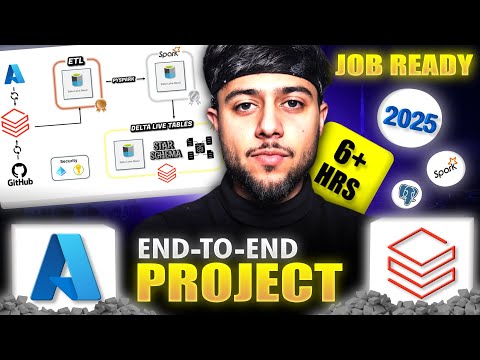 ETL
Spark
PYSPARK
DELTA LIVE TABLES
STAR
SCHEMA
GitHub
Security
JOB READY
2025
6+
HRS
Spark
END-TO-END
PROJECT